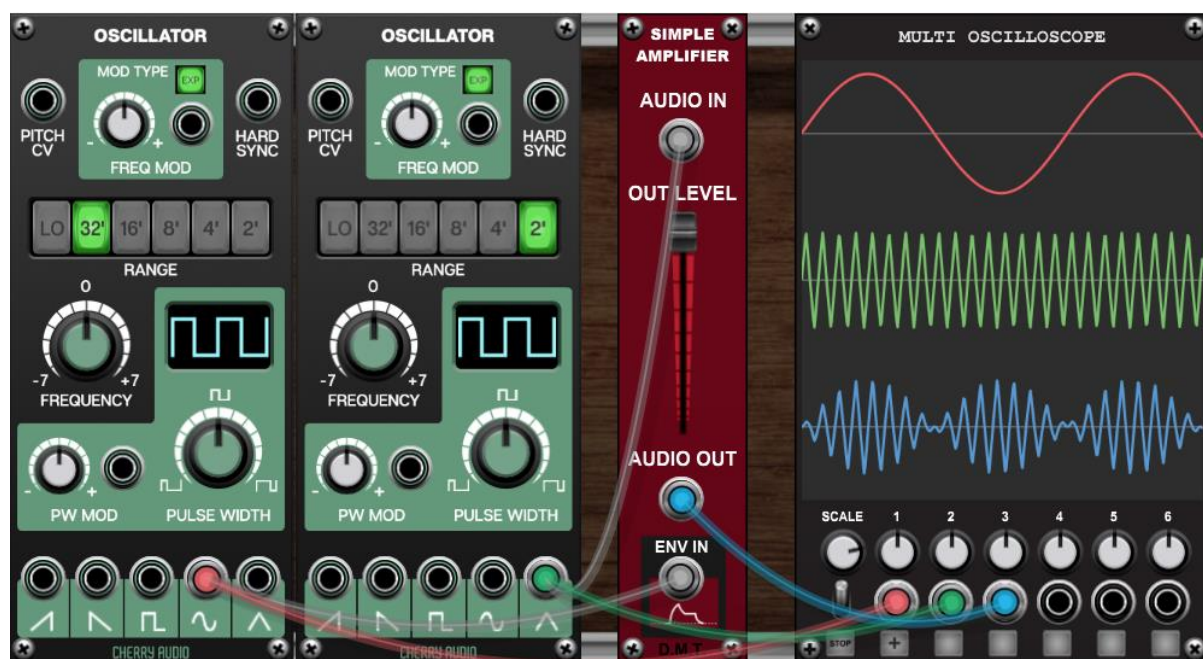 OSCILLATOR
MOD TYPE
EXP
PITCH
CV
HARD
SYNC
- +
FREQ MOD
LO 32' 16' 8' 4' 2'
RANGE
0
-7 +7
FREQUENCY
- +
PW MOD
PULSE WIDTH
CHERRY AUDIO
OSCILLATOR
MOD TYPE
EXP
PITCH
CV
HARD
SYNC
- +
FREQ MOD
LO 32' 16' 8' 4' 2'
RANGE
0
-7 +7
FREQUENCY
- +
PW MOD
PULSE WIDTH
CHERRY AUDIO
SIMPLE
AMPLIFIER
AUDIO IN
OUT LEVEL
AUDIO OUT
ENV IN
D.M.T
MULTI OSCILLOSCOPE
SCALE 1 2 3 4 5 6
STOP +